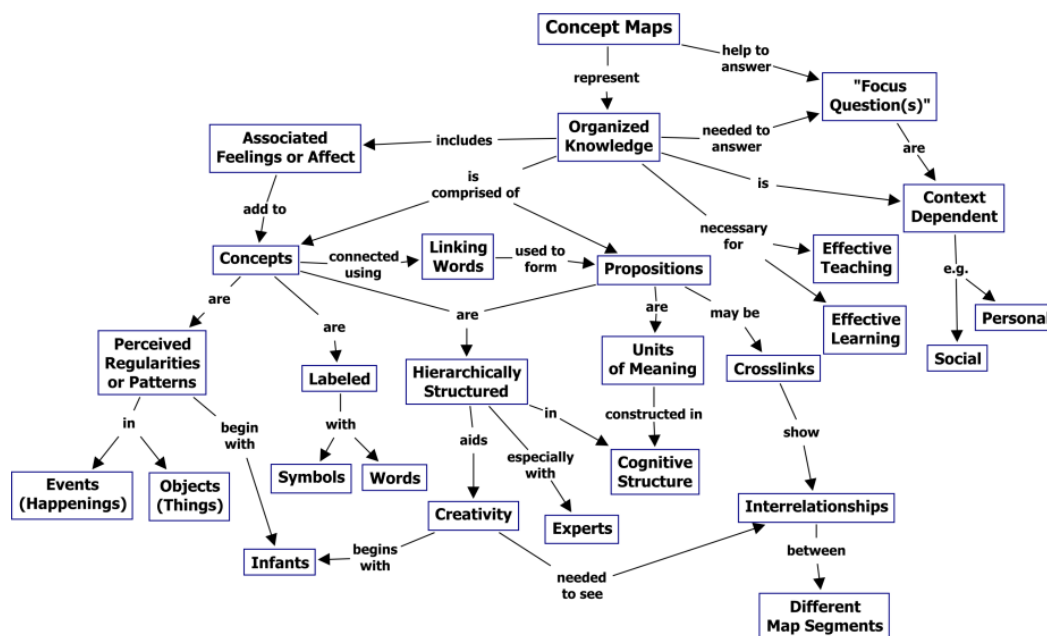 Concept Maps
help to
answer
represent
"Focus
Question(s)"
Associated
Feelings or Affect
includes
Organized
Knowledge
needed to
answer
are
is
comprised of
is
Context
Dependent
add to
necessary
for
Effective
Teaching
Concepts
connected
using
Linking
Words
used to
form
Propositions
e.g.
are
are
are
are
may be
Personal
Perceived
Regularities
or Patterns
Labeled
Hierarchically
Structured
Units
of Meaning
Crosslinks
Effective
Learning
Social
in
begin
with
with
aids
in
constructed in
show
especially
with
Events
(Happenings)
Objects
(Things)
Symbols
Words
Cognitive
Structure
Creativity
Experts
Interrelationships
Infants
begins
with
needed
to see
between
Different
Map Segments